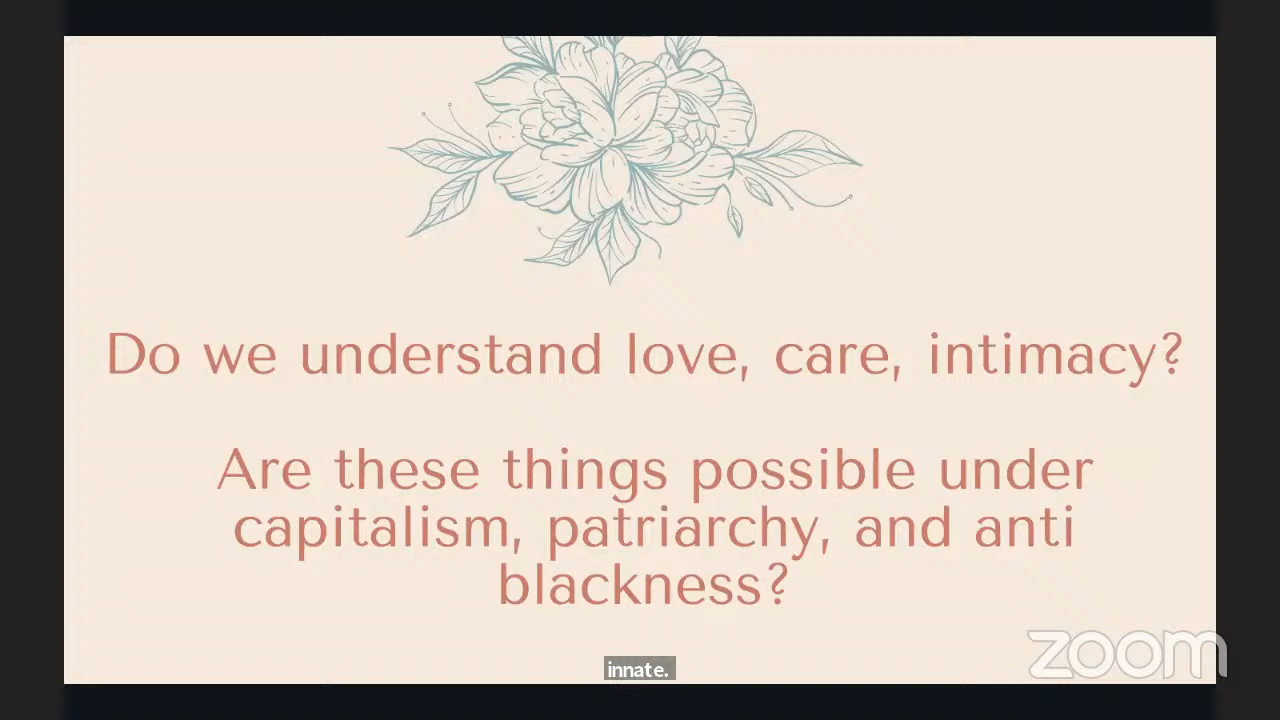 Do we understand love, care, intimacy?
Are these things possible under
capitalism, patriarchy, and anti
blackness?
zoom
innate.